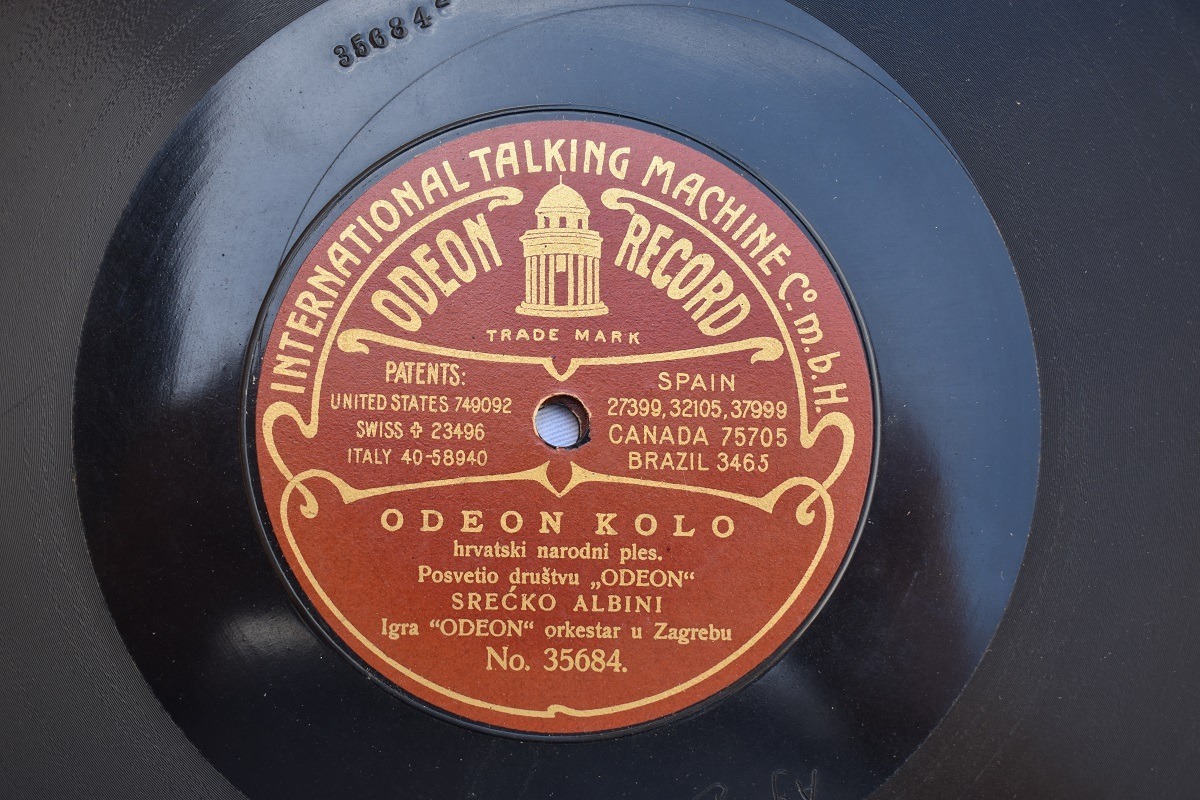 35684
INTERNATIONAL TALKING MACHINE Co. m.b.H.
ODEON RECORD
TRADE MARK
PATENTS:
UNITED STATES 749092
SWISS ✚ 23496
ITALY 40-58940
SPAIN
27399, 32105, 37999
CANADA 75705
BRAZIL 3465
ODEON KOLO
hrvatski narodni ples.
Posvetio društvu „ODEON“
SREĆKO ALBINI
Igra “ODEON“ orkestar u Zagrebu
No. 35684.